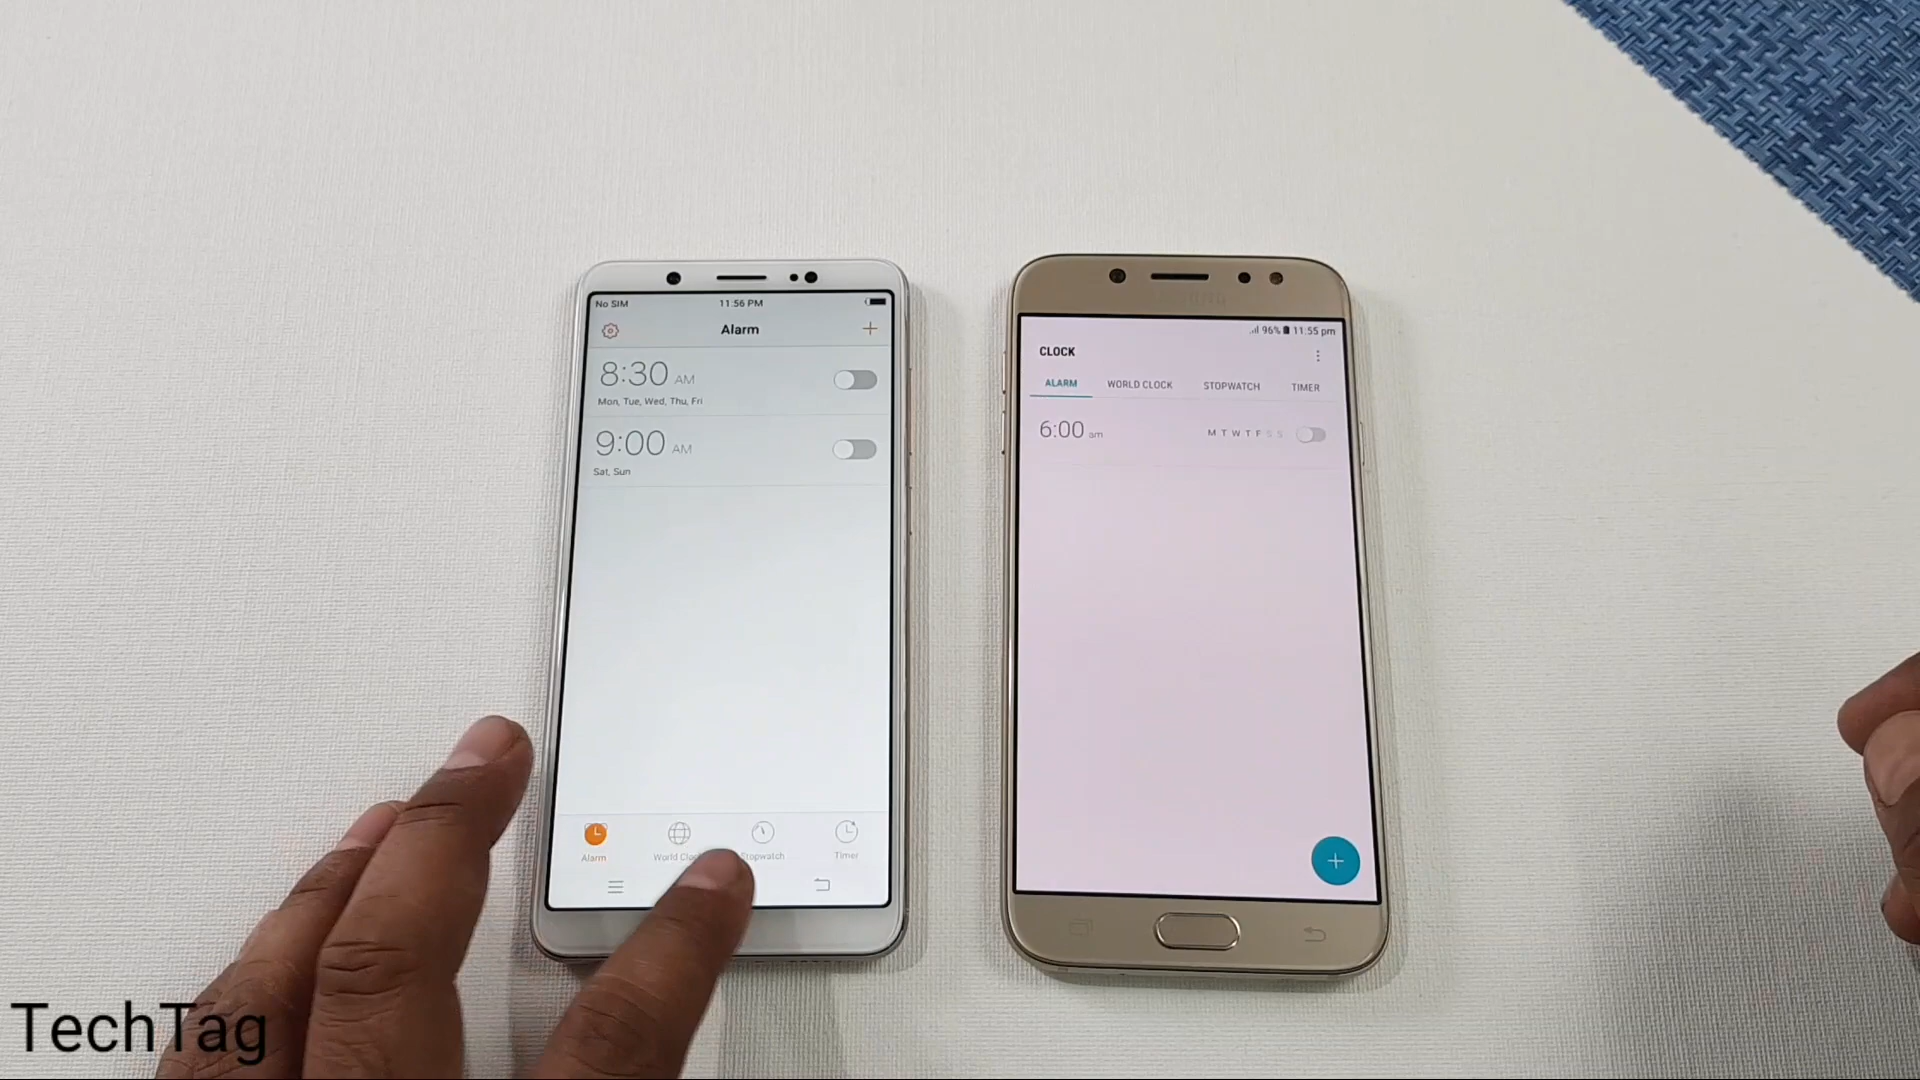 No SIM 11:56 PM
Alarm
8:30 AM
Mon, Tue, Wed, Thu, Fri
9:00 AM
Sat, Sun
Alarm
Stopwatch
Timer
96% 11:55 pm
CLOCK
ALARM WORLD CLOCK STOPWATCH TIMER
6:00 am M T W T F S S
TechTag